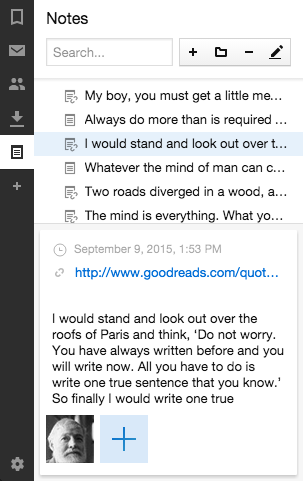 Notes
Search...
My boy, you must get a little me…
Always do more than is required …
I would stand and look out over t…
Whatever the mind of man can c…
Two roads diverged in a wood, a…
The mind is everything. What yo…
September 9, 2015, 1:53 PM
http://www.goodreads.com/quot…
I would stand and look out over the
roofs of Paris and think, ‘Do not worry.
You have always written before and you
will write now. All you have to do is
write one true sentence that you know.’
So finally I would write one true